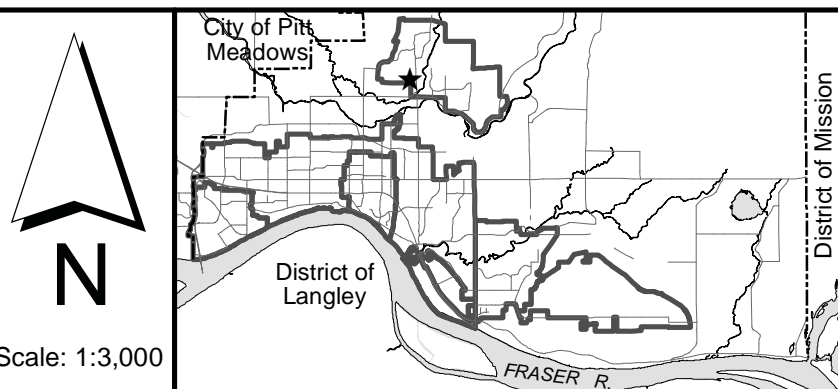 N
Scale: 1:3,000
City of Pitt
Meadows
District of
Langley
FRASER R.
District of Mission